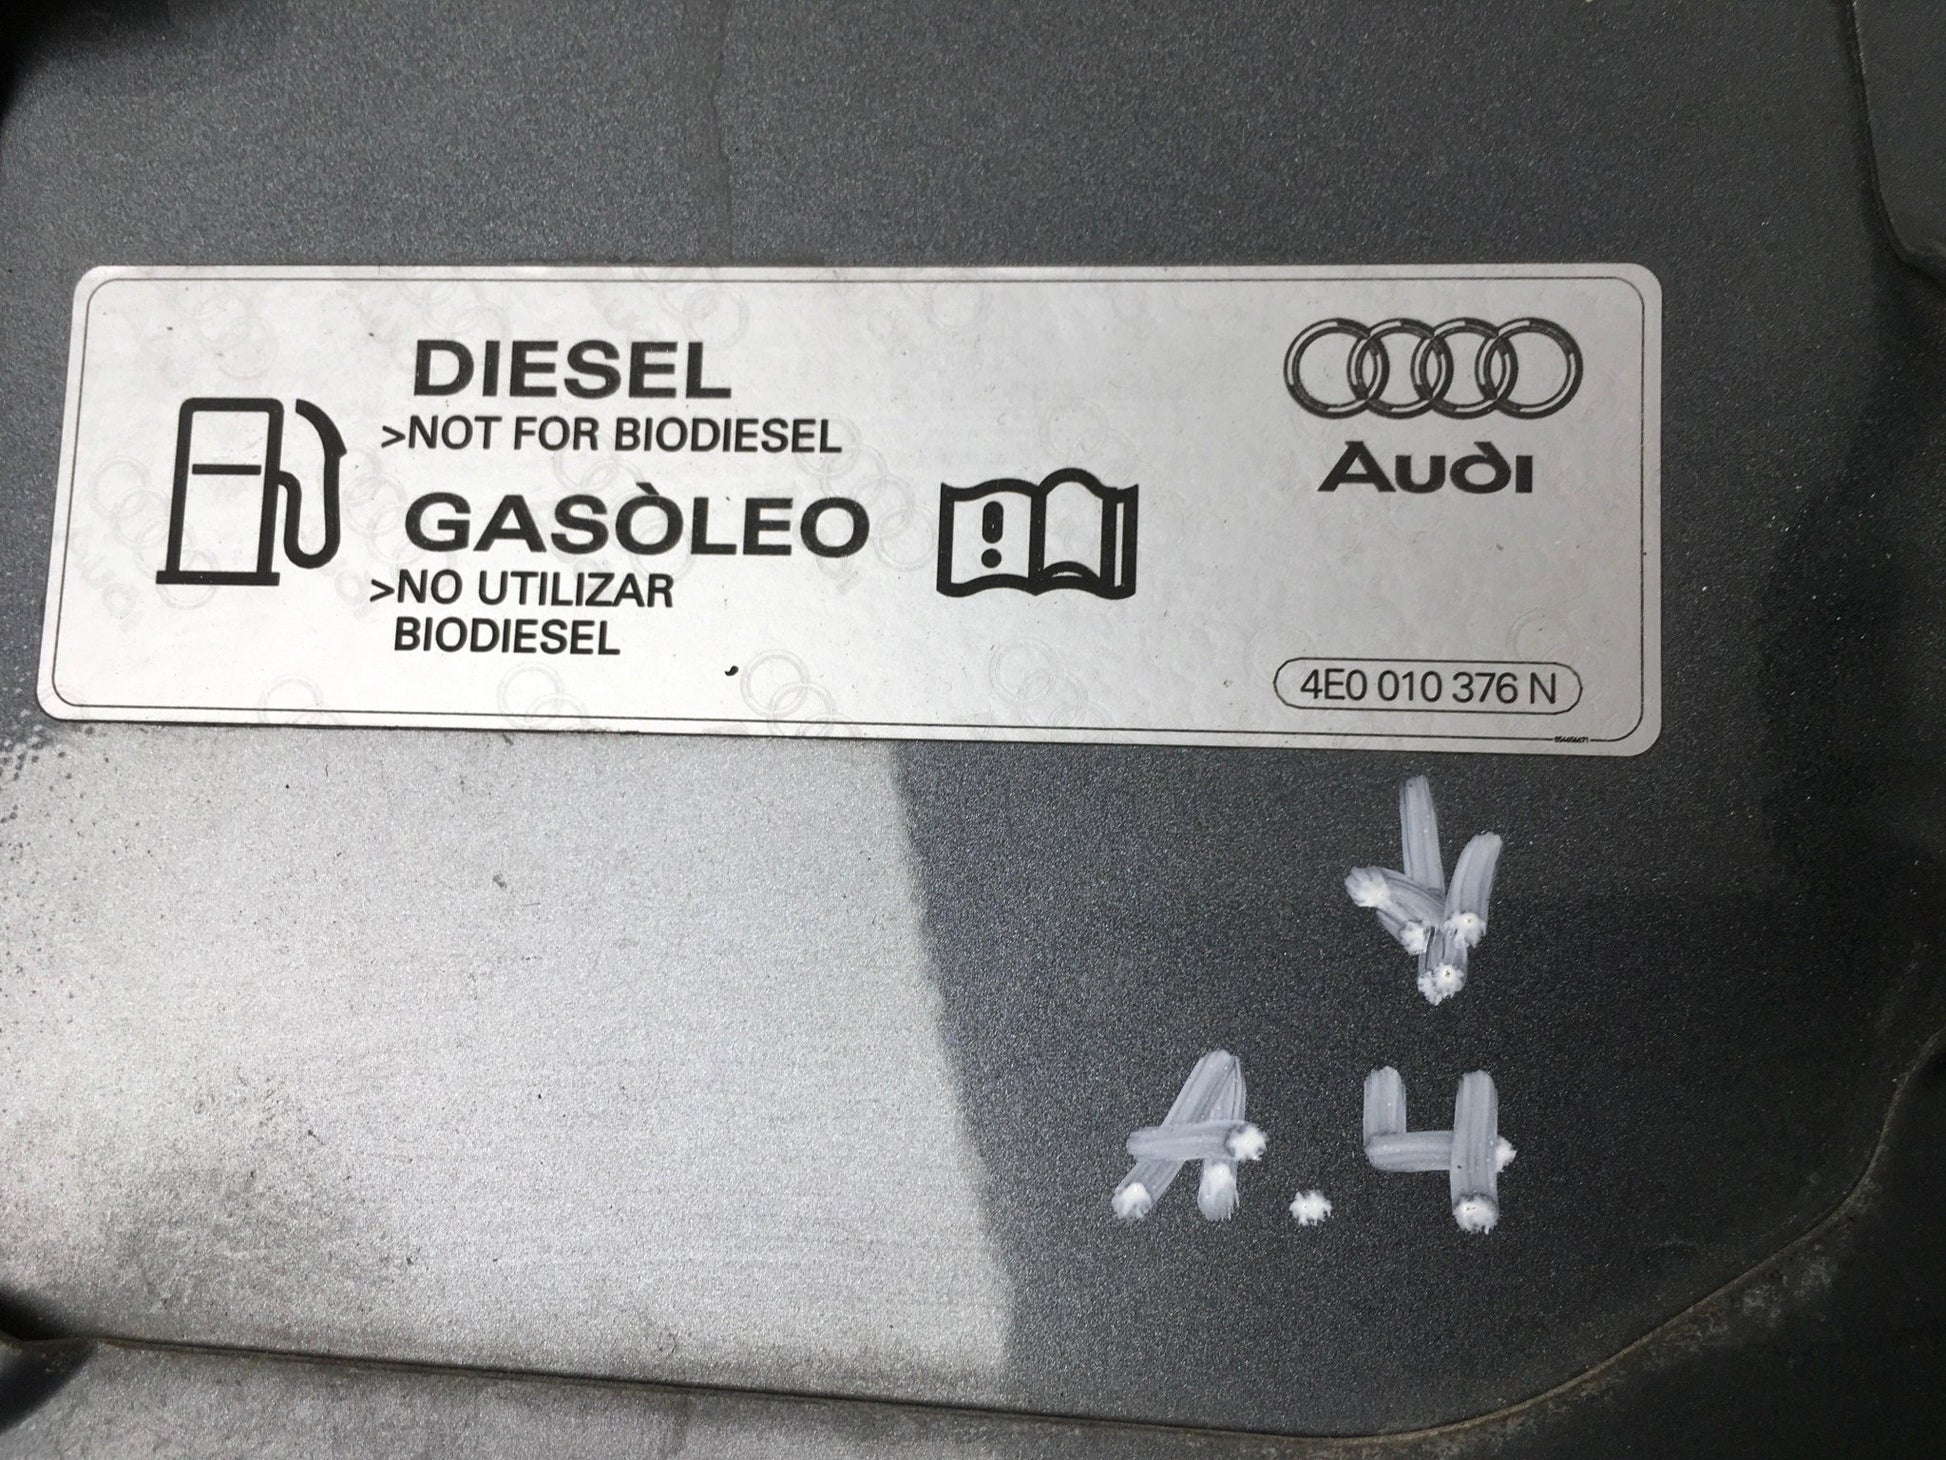 DIESEL
>NOT FOR BIODIESEL
GASÒLEO
>NO UTILIZAR
BIODIESEL
Audi
4E0 010 376 N
A.4